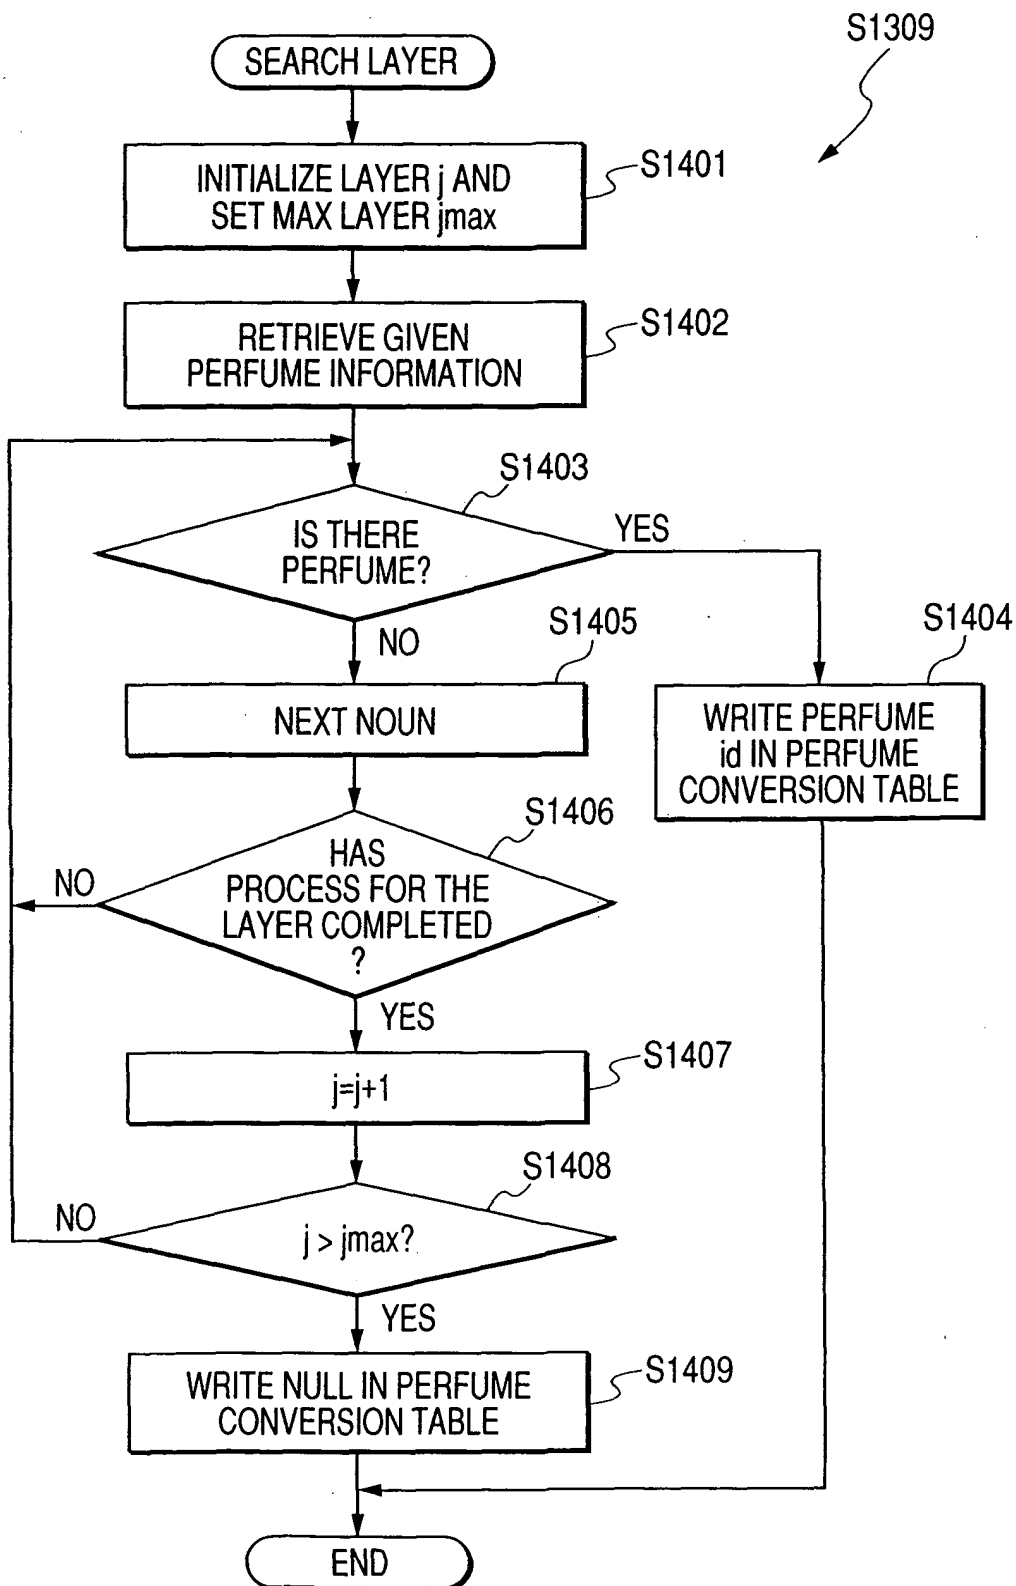 S1309
SEARCH LAYER
INITIALIZE LAYER j AND
SET MAX LAYER jmax
S1401
RETRIEVE GIVEN
PERFUME INFORMATION
S1402
S1403
IS THERE
PERFUME?
YES
NO
S1405
S1404
NEXT NOUN
WRITE PERFUME
id IN PERFUME
CONVERSION TABLE
S1406
HAS
PROCESS FOR THE
LAYER COMPLETED
?
NO
YES
j=j+1
S1407
S1408
j > jmax?
NO
YES
WRITE NULL IN PERFUME
CONVERSION TABLE
S1409
END